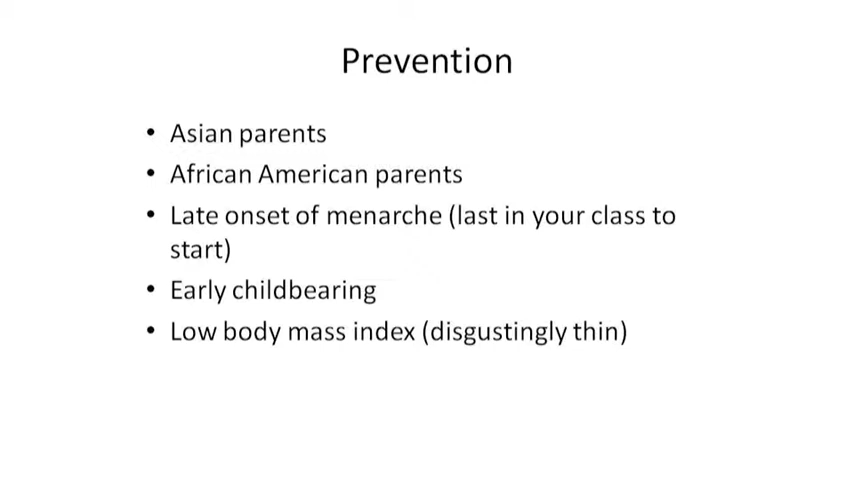 Prevention
• Asian parents
• African American parents
• Late onset of menarche (last in your class to
start)
• Early childbearing
• Low body mass index (disgustingly thin)